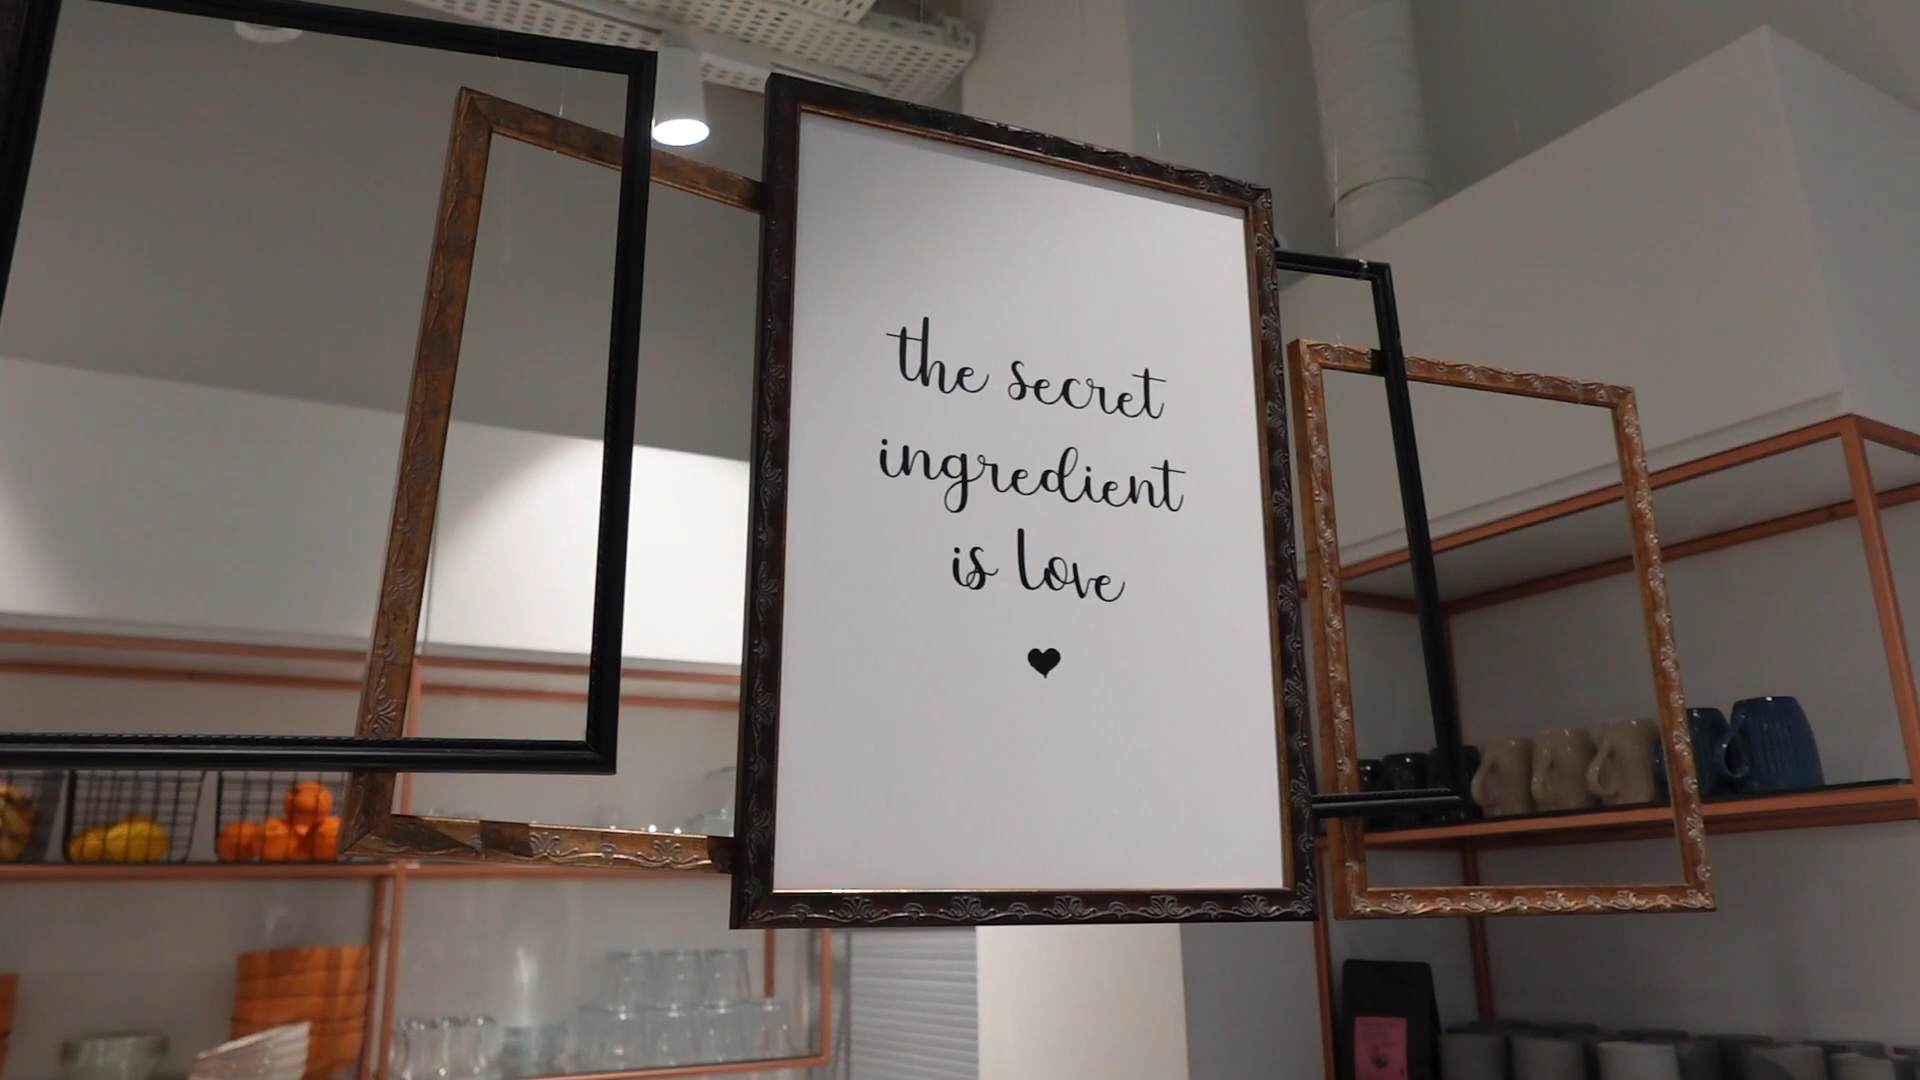 the secret
ingredient
is love